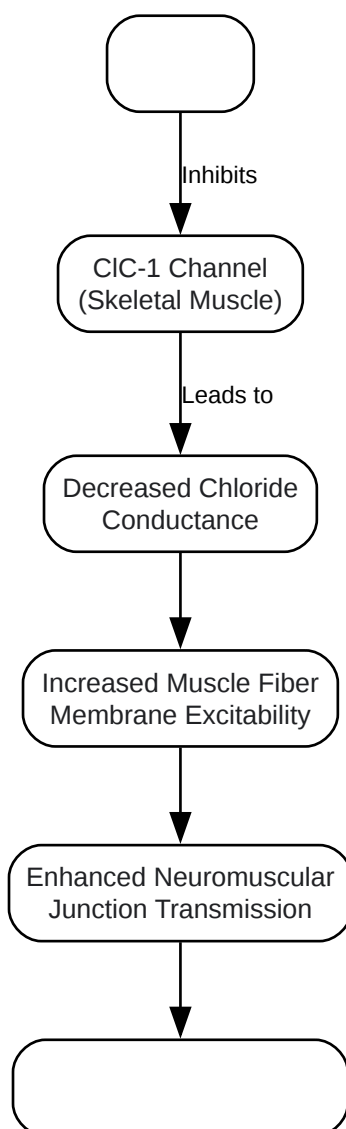 Inhibits
ClC-1 Channel
(Skeletal Muscle)
Leads to
Decreased Chloride
Conductance
Increased Muscle Fiber
Membrane Excitability
Enhanced Neuromuscular
Junction Transmission